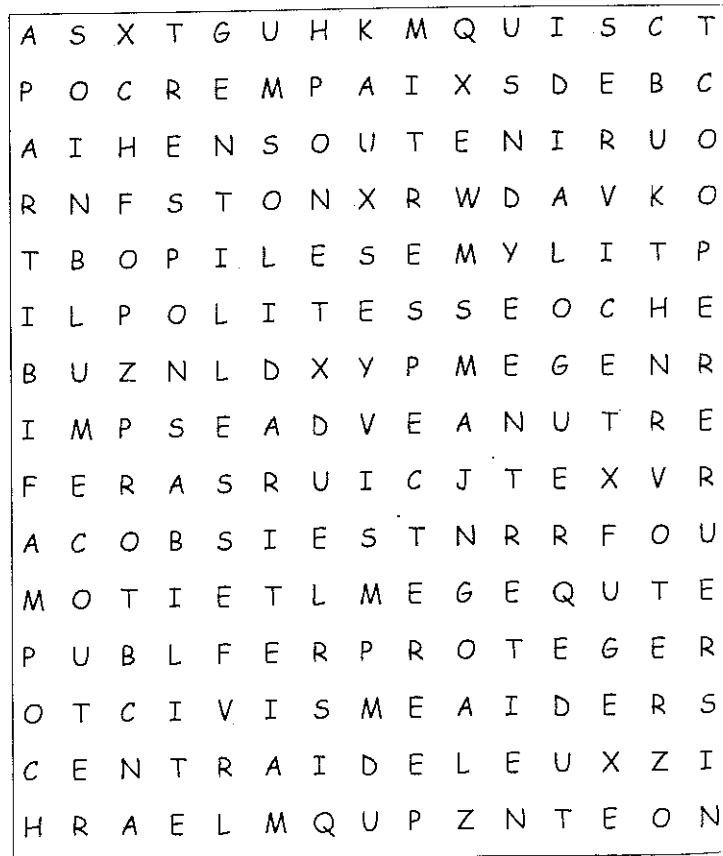 A S X T G U H K M Q U I S C T
P O C R E M P A I X S D E B C
A I H E N S O U T E N I R U O
R N F S T O N X R W D A V K O
T B O P I L E S E M Y L I T P
I L P O L I T E S S E O C H E
B U Z N L D X Y P M E G E N R
I M P S E A D V E A N U T R E
F E R A S R U I C J T E X V R
A C O B S I E S T N R R F O U
M O T I E T L M E G E Q U T E
P U B L F E R P R O T E G E R
O T C I V I S M E A I D E R S
C E N T R A I D E L E U X Z I
H R A E L M Q U P Z N T E O N